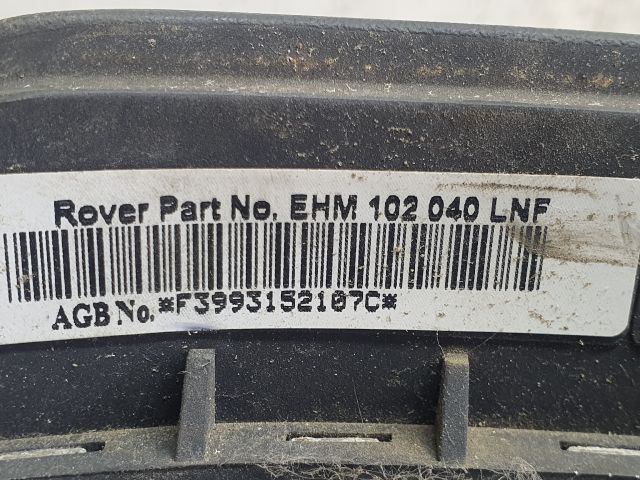 Rover Part No. EHM 102 040 LNF
AGB No. *F3993152107C*